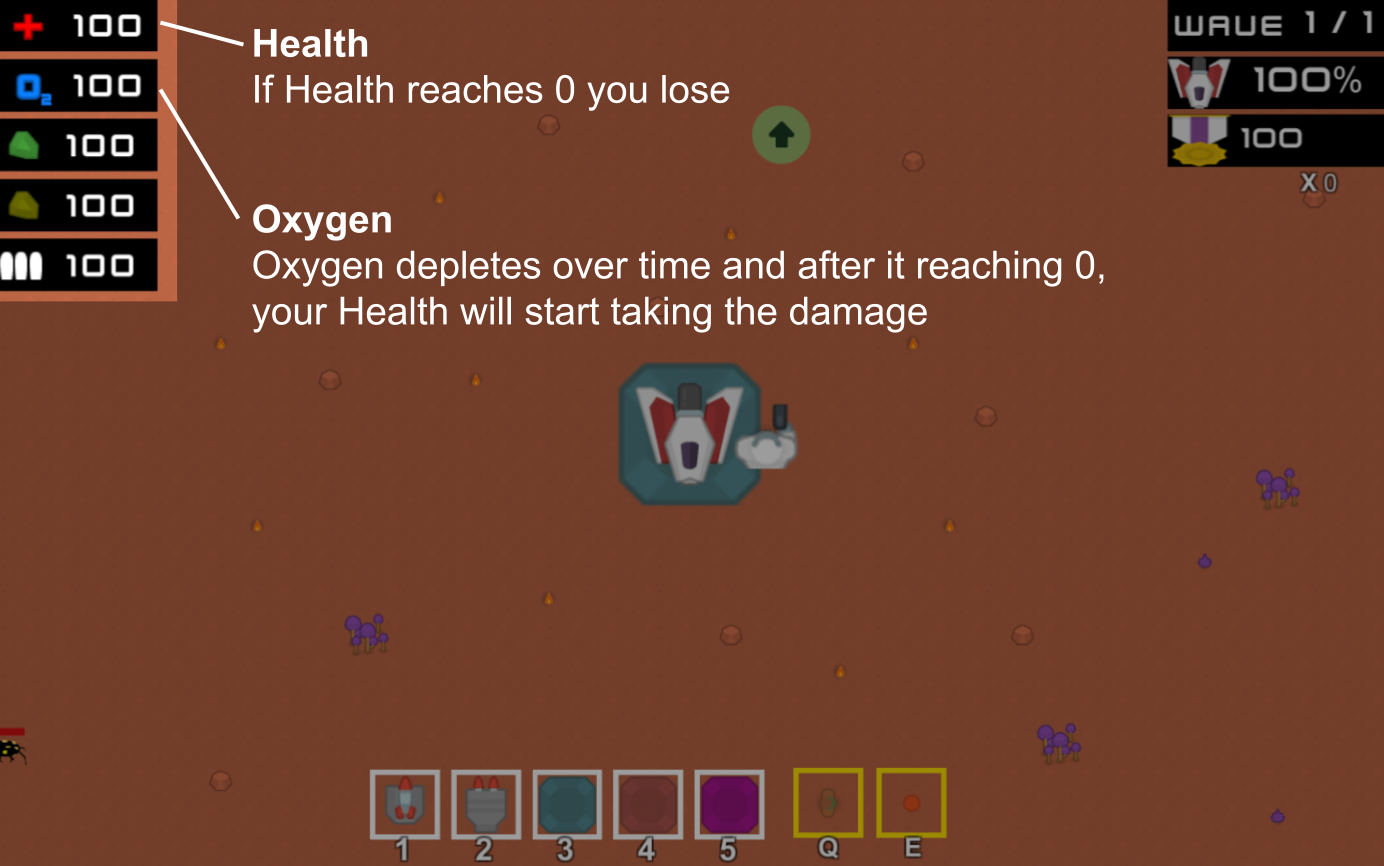 100
Health
If Health reaches 0 you lose
WAVE 1 / 1
O2 100
100%
100
100
X 0
100
Oxygen
Oxygen depletes over time and after it reaching 0,
your Health will start taking the damage
100
1 2 3 4 5 Q E